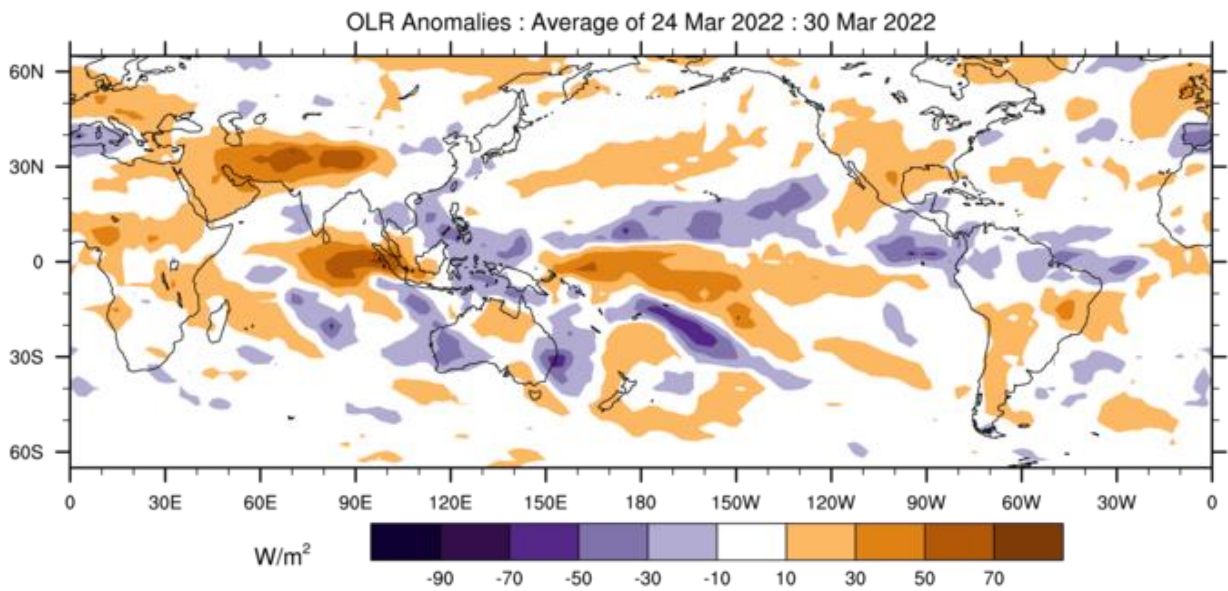 OLR Anomalies : Average of 24 Mar 2022 : 30 Mar 2022
60N
30N
0
30S
60S
0 30E 60E 90E 120E 150E 180 150W 120W 90W 60W 30W 0
W/m²
-90 -70 -50 -30 -10 10 30 50 70